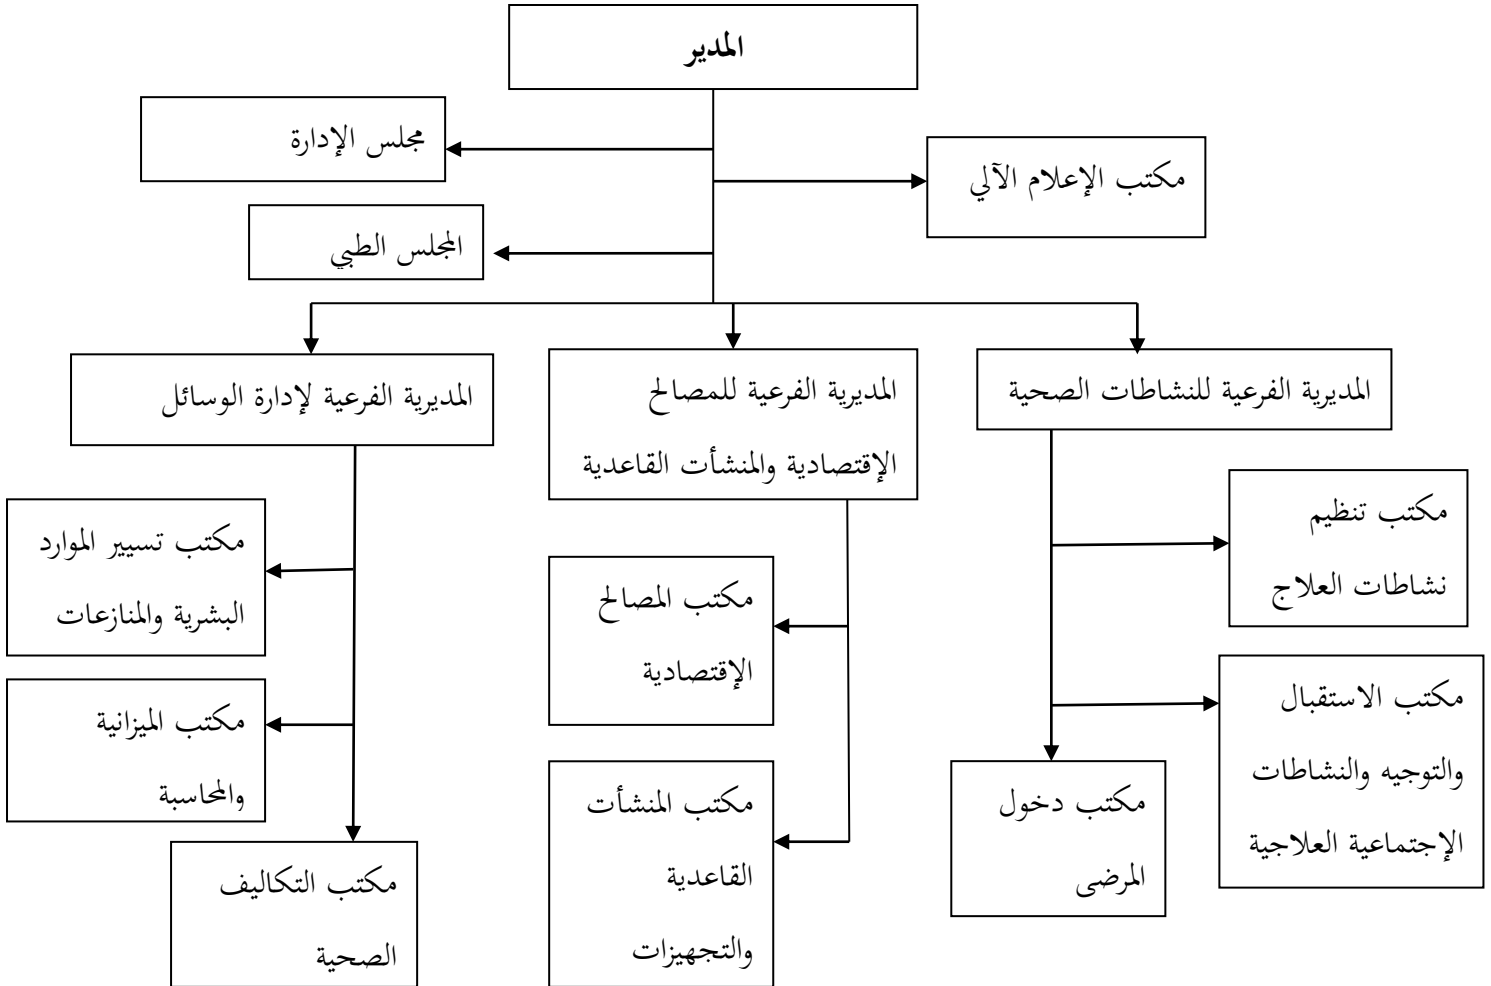 المدير
مجلس الإدارة
مكتب الإعلام الآلي
المجلس الطبي
المديرية الفرعية للنشاطات الصحية
المديرية الفرعية للمصالح
الإقتصادية والمنشأت القاعدية
المديرية الفرعية لإدارة الوسائل
مكتب تنظيم
نشاطات العلاج
مكتب الاستقبال
والتوجيه والنشاطات
الإجتماعية العلاجية
مكتب دخول
المرضى
مكتب المصالح
الإقتصادية
مكتب المنشأت
القاعدية
والتجهيزات
مكتب تسيير الموارد
البشرية والمنازعات
مكتب الميزانية
والمحاسبة
مكتب التكاليف
الصحية